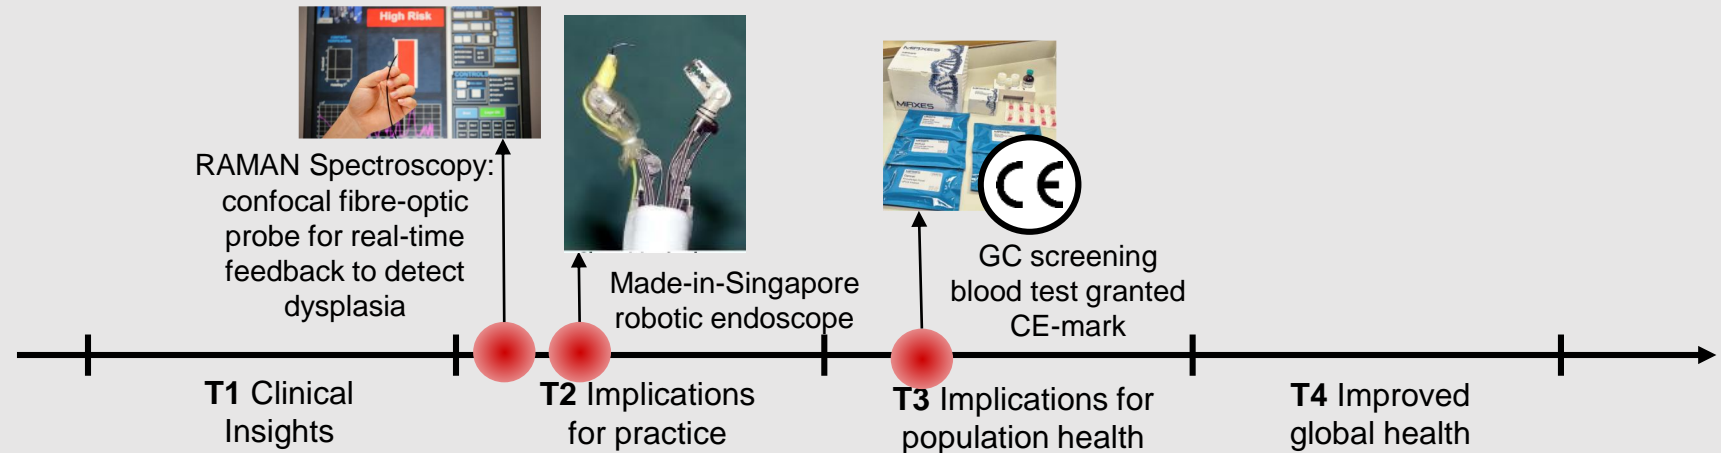 High Risk
CONTROLS
MIRXES
MIRXES
CE
RAMAN Spectroscopy:
confocal fibre-optic
probe for real-time
feedback to detect
dysplasia
Made-in-Singapore
robotic endoscope
GC screening
blood test granted
CE-mark
T1 Clinical
Insights
T2 Implications
for practice
T3 Implications for
population health
T4 Improved
global health